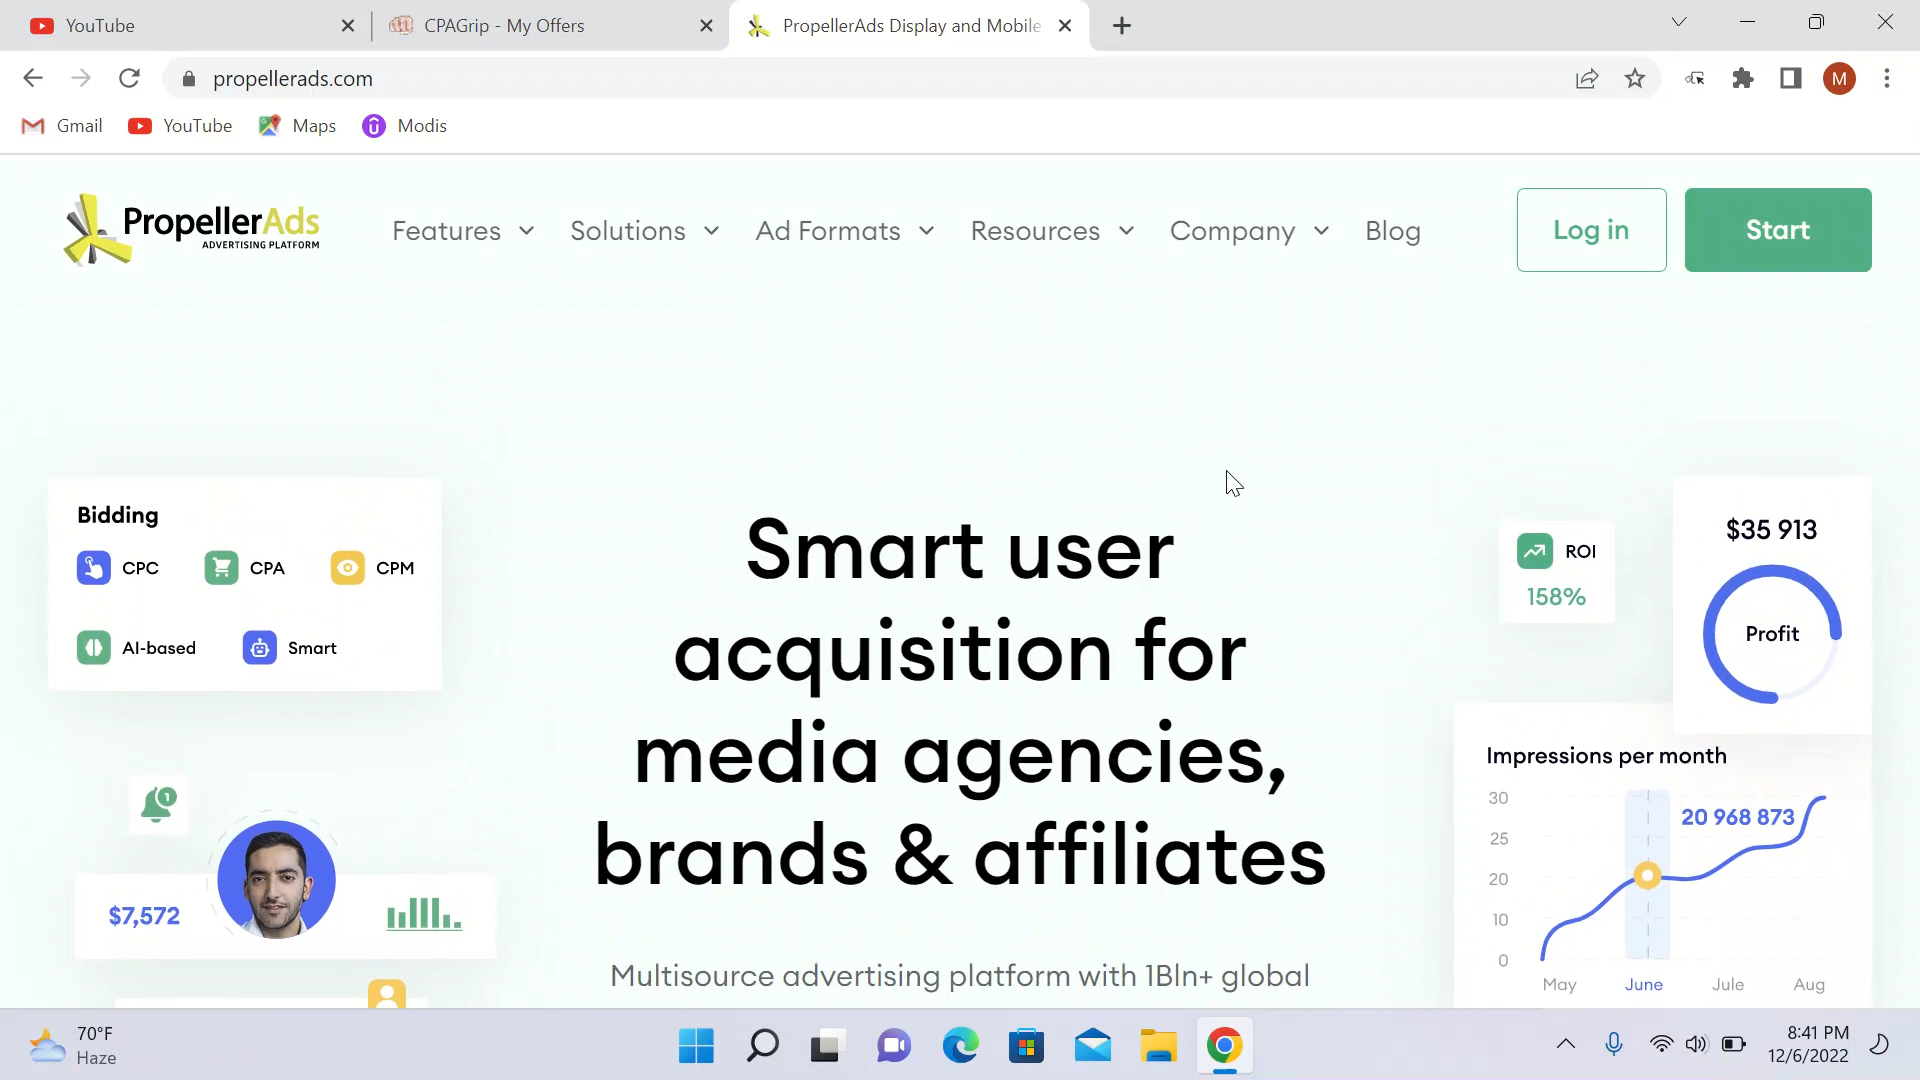 YouTube
CPAGrip - My Offers
PropellerAds Display and Mobile
propellerads.com
M
Gmail
YouTube
Maps
Modis
PropellerAds
ADVERTISING PLATFORM
Features
Solutions
Ad Formats
Resources
Company
Blog
Log in
Start
Bidding
CPC
CPA
CPM
AI-based
Smart
1
$7,572
Smart user
acquisition for
media agencies,
brands & affiliates
Multisource advertising platform with 1Bln+ global
ROI
158%
$35 913
Profit
Impressions per month
30
25
20
10
0
20 968 873
May
June
Jule
Aug
70°F
Haze
8:41 PM
12/6/2022